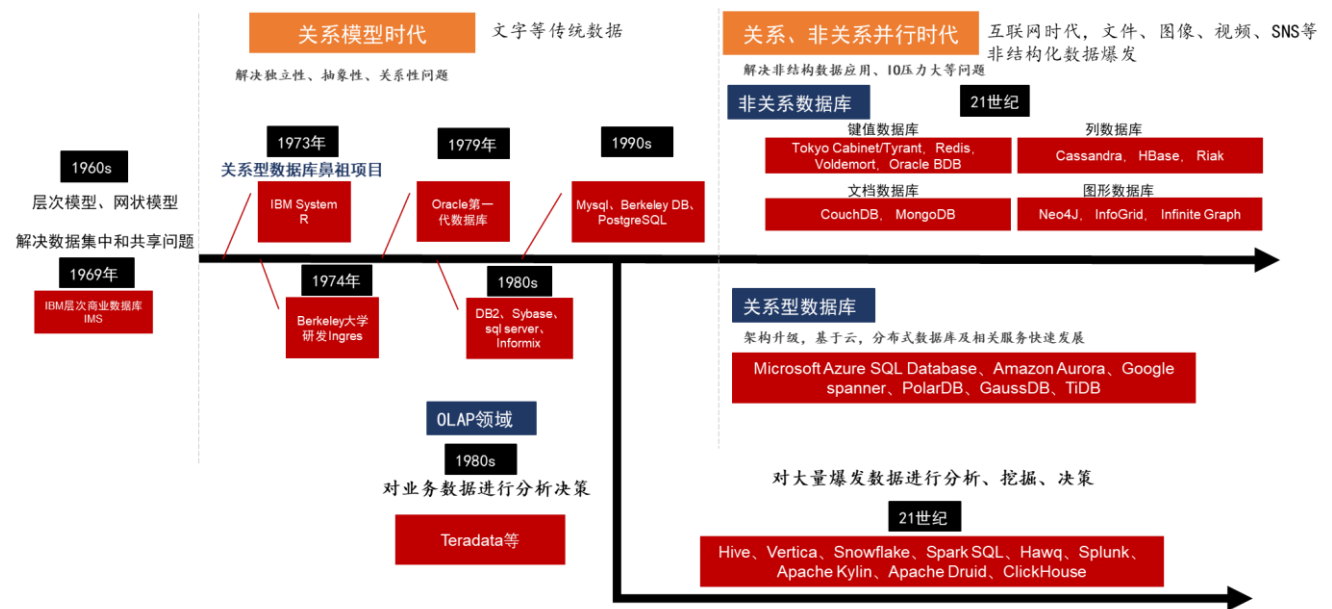 关系模型时代
文字等传统数据
解决独立性、抽象性、关系性问题
关系、非关系并行时代
互联网时代，文件、图像、视频、SNS等
非结构化数据爆发
解决非结构数据应用、IO压力大等问题
非关系数据库
21世纪
键值数据库
Tokyo Cabinet/Tyrant、Redis、
Voldemort、Oracle BDB
列数据库
Cassandra、HBase、Riak
文档数据库
CouchDB、MongoDB
图形数据库
Neo4J、InfoGrid、Infinite Graph
1960s
层次模型、网状模型
解决数据集中和共享问题
1969年
IBM层次商业数据库
IMS
1973年
关系型数据库鼻祖项目
IBM System
R
1979年
Oracle第一
代数据库
1990s
Mysql、Berkeley DB、
PostgreSQL
1974年
Berkeley大学
研发Ingres
1980s
DB2、Sybase、
sql server、
Informix
关系型数据库
架构升级，基于云，分布式数据库及相关服务快速发展
Microsoft Azure SQL Database、Amazon Aurora、Google
spanner、PolarDB、GaussDB、TiDB
OLAP领域
1980s
对业务数据进行分析决策
Teradata等
对大量爆发数据进行分析、挖掘、决策
21世纪
Hive、Vertica、Snowflake、Spark SQL、Hawq、Splunk、
Apache Kylin、Apache Druid、ClickHouse